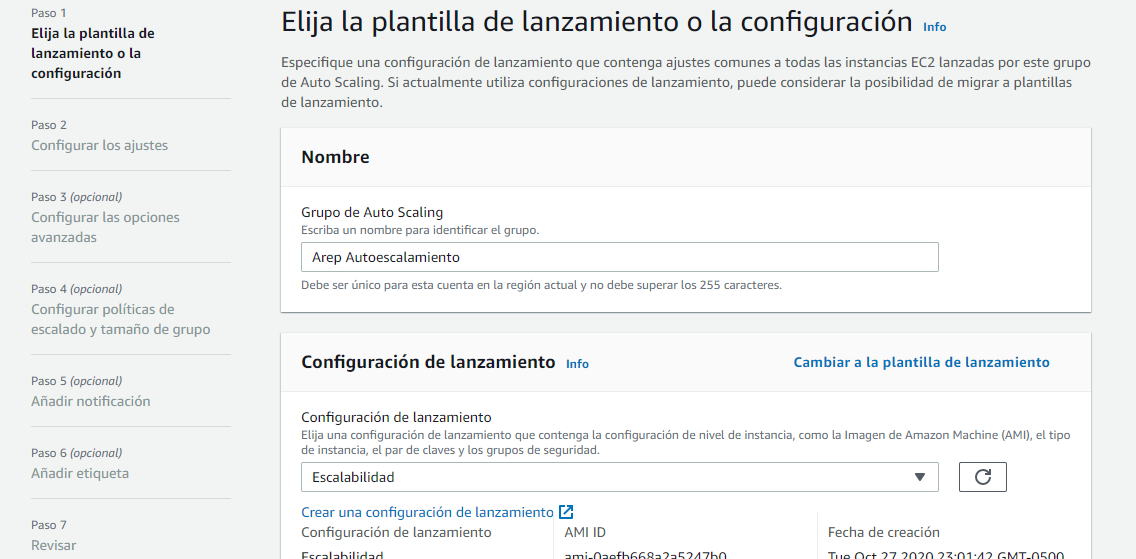 Paso 1
Elija la plantilla de
lanzamiento o la
configuración
Paso 2
Configurar los ajustes
Paso 3 (opcional)
Configurar las opciones
avanzadas
Paso 4 (opcional)
Configurar políticas de
escalado y tamaño de grupo
Paso 5 (opcional)
Añadir notificación
Paso 6 (opcional)
Añadir etiqueta
Paso 7
Revisar
Elija la plantilla de lanzamiento o la configuración Info
Especifique una configuración de lanzamiento que contenga ajustes comunes a todas las instancias EC2 lanzadas por este grupo
de Auto Scaling. Si actualmente utiliza configuraciones de lanzamiento, puede considerar la posibilidad de migrar a plantillas
de lanzamiento.
Nombre
Grupo de Auto Scaling
Escriba un nombre para identificar el grupo.
Arep Autoescalamiento
Debe ser único para esta cuenta en la región actual y no debe superar los 255 caracteres.
Configuración de lanzamiento Info
Cambiar a la plantilla de lanzamiento
Configuración de lanzamiento
Elija una configuración de lanzamiento que contenga la configuración de nivel de instancia, como la Imagen de Amazon Machine (AMI), el tipo
de instancia, el par de claves y los grupos de seguridad.
Escalabilidad
Crear una configuración de lanzamiento
Configuración de lanzamiento
Escalabilidad
AMI ID
ami-0aefb668a2a5247b0
Fecha de creación
Tue Oct 27 2020 23:01:42 GMT-0500